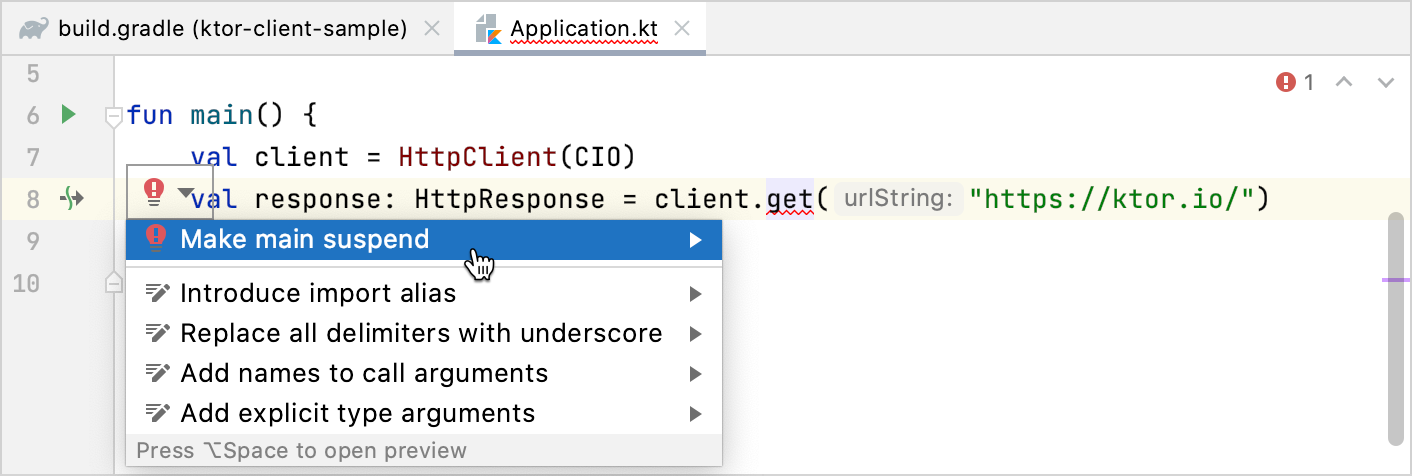 build.gradle (ktor-client-sample)
Application.kt
1
5
6 fun main() {
7 val client = HttpClient(CIO)
8 val response: HttpResponse = client.get( urlString: "https://ktor.io/")
9 Make main suspend
10 Introduce import alias
Replace all delimiters with underscore
Add names to call arguments
Add explicit type arguments
Press ⌥Space to open preview